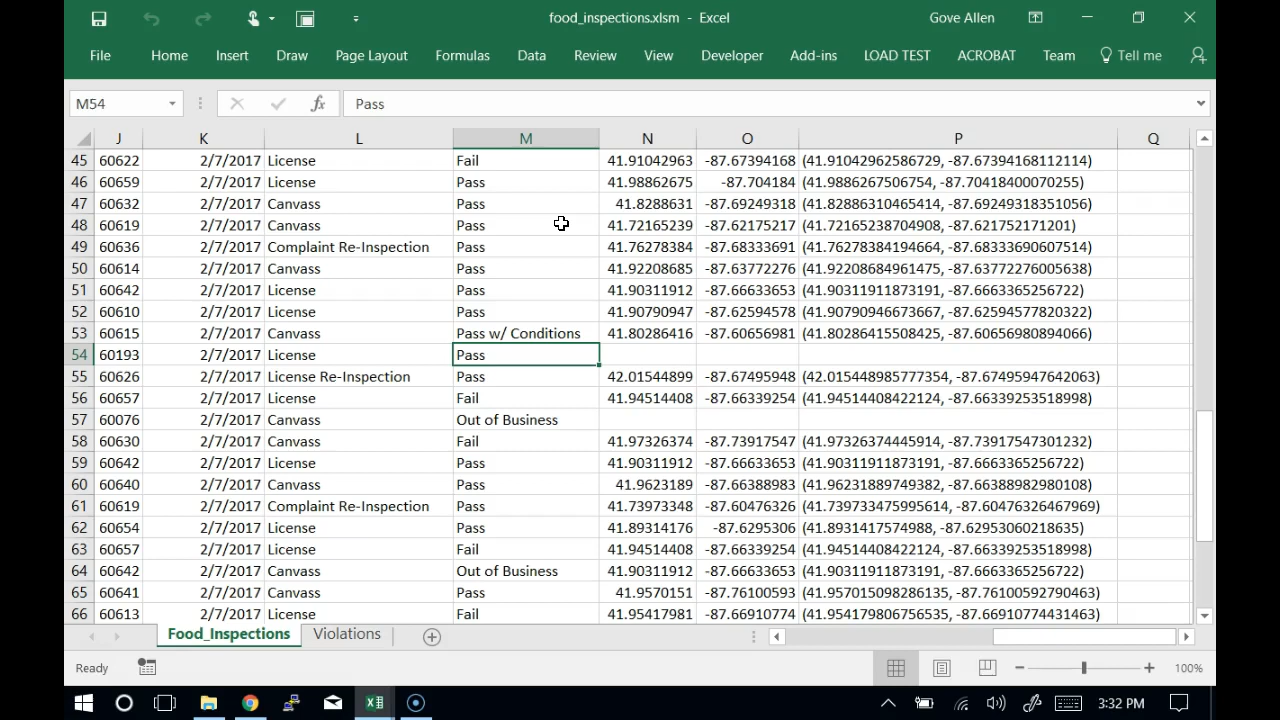 food_inspections.xlsm - Excel Gove Allen
File Home Insert Draw Page Layout Formulas Data Review View Developer Add-ins LOAD TEST ACROBAT Team Tell me
M54 fx Pass
J K L M N O P Q
45 60622 2/7/2017 License Fail 41.91042963 -87.67394168 (41.91042962586729, -87.67394168112114)
46 60659 2/7/2017 License Pass 41.98862675 -87.704184 (41.9886267506754, -87.70418400070255)
47 60632 2/7/2017 Canvass Pass 41.8288631 -87.69249318 (41.82886310465414, -87.69249318351056)
48 60619 2/7/2017 Canvass Pass 41.72165239 -87.62175217 (41.72165238704908, -87.621752171201)
49 60636 2/7/2017 Complaint Re-Inspection Pass 41.76278384 -87.68333691 (41.76278384194664, -87.68333690607514)
50 60614 2/7/2017 Canvass Pass 41.92208685 -87.63772276 (41.92208684961475, -87.63772276005638)
51 60642 2/7/2017 License Pass 41.90311912 -87.66633653 (41.90311911873191, -87.6663365256722)
52 60610 2/7/2017 License Pass 41.90790947 -87.62594578 (41.90790946673667, -87.62594577820322)
53 60615 2/7/2017 Canvass Pass w/ Conditions 41.80286416 -87.60656981 (41.80286415508425, -87.60656980894066)
54 60193 2/7/2017 License Pass
55 60626 2/7/2017 License Re-Inspection Pass 42.01544899 -87.67495948 (42.015448985777354, -87.67495947642063)
56 60657 2/7/2017 License Fail 41.94514408 -87.66339254 (41.94514408422124, -87.66339253518998)
57 60076 2/7/2017 Canvass Out of Business
58 60630 2/7/2017 Canvass Fail 41.97326374 -87.73917547 (41.97326374445914, -87.73917547301232)
59 60642 2/7/2017 License Pass 41.90311912 -87.66633653 (41.90311911873191, -87.6663365256722)
60 60640 2/7/2017 Canvass Pass 41.9623189 -87.66388983 (41.96231889749382, -87.66388982980108)
61 60619 2/7/2017 Complaint Re-Inspection Pass 41.73973348 -87.60476326 (41.739733475995614, -87.60476326467969)
62 60654 2/7/2017 License Pass 41.89314176 -87.6295306 (41.8931417574988, -87.62953060218635)
63 60657 2/7/2017 License Fail 41.94514408 -87.66339254 (41.94514408422124, -87.66339253518998)
64 60642 2/7/2017 Canvass Out of Business 41.90311912 -87.66633653 (41.90311911873191, -87.6663365256722)
65 60641 2/7/2017 Canvass Pass 41.9570151 -87.76100593 (41.957015098286135, -87.76100592790463)
66 60613 2/7/2017 License Fail 41.95417981 -87.66910774 (41.954179806756535, -87.66910774431463)
Food_Inspections Violations
Ready 100%
3:32 PM